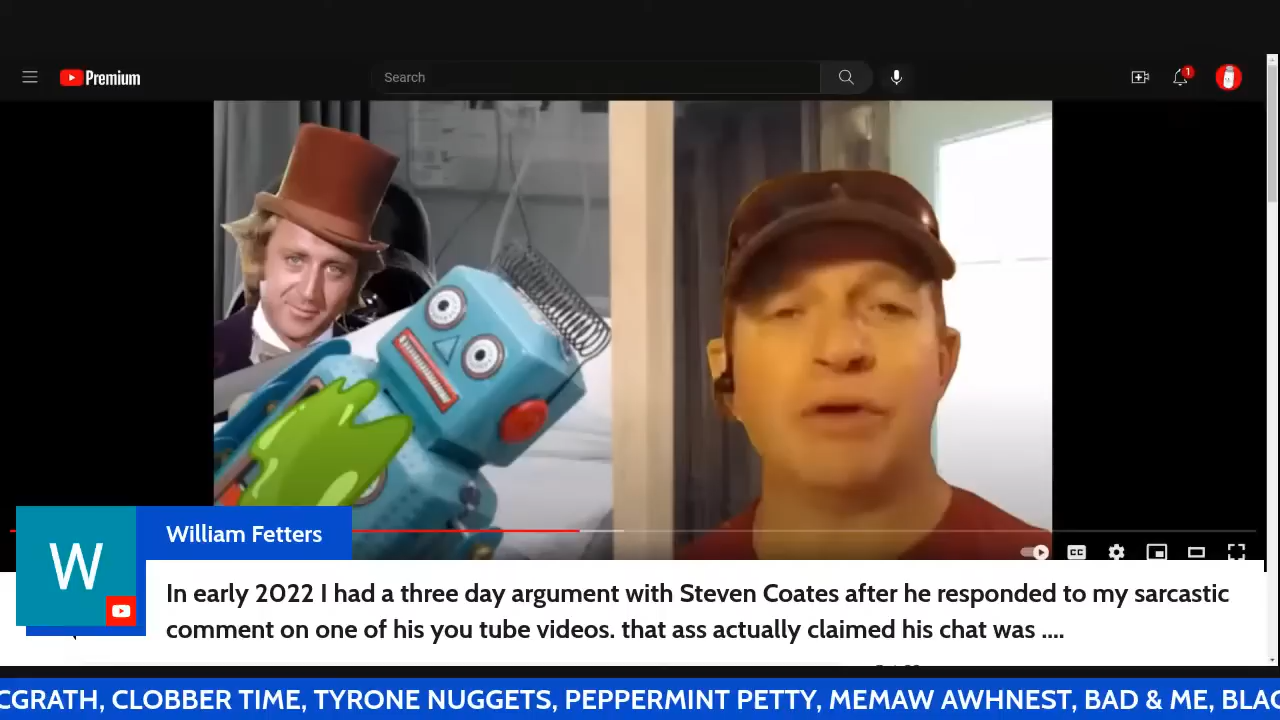 Premium
Search
1
CC
William Fetters
W
In early 2022 I had a three day argument with Steven Coates after he responded to my sarcastic
comment on one of his you tube videos. that ass actually claimed his chat was ....
CGRATH, CLOBBER TIME, TYRONE NUGGETS, PEPPERMINT PETTY, MEMAW AWHNEST, BAD & ME, BLAC